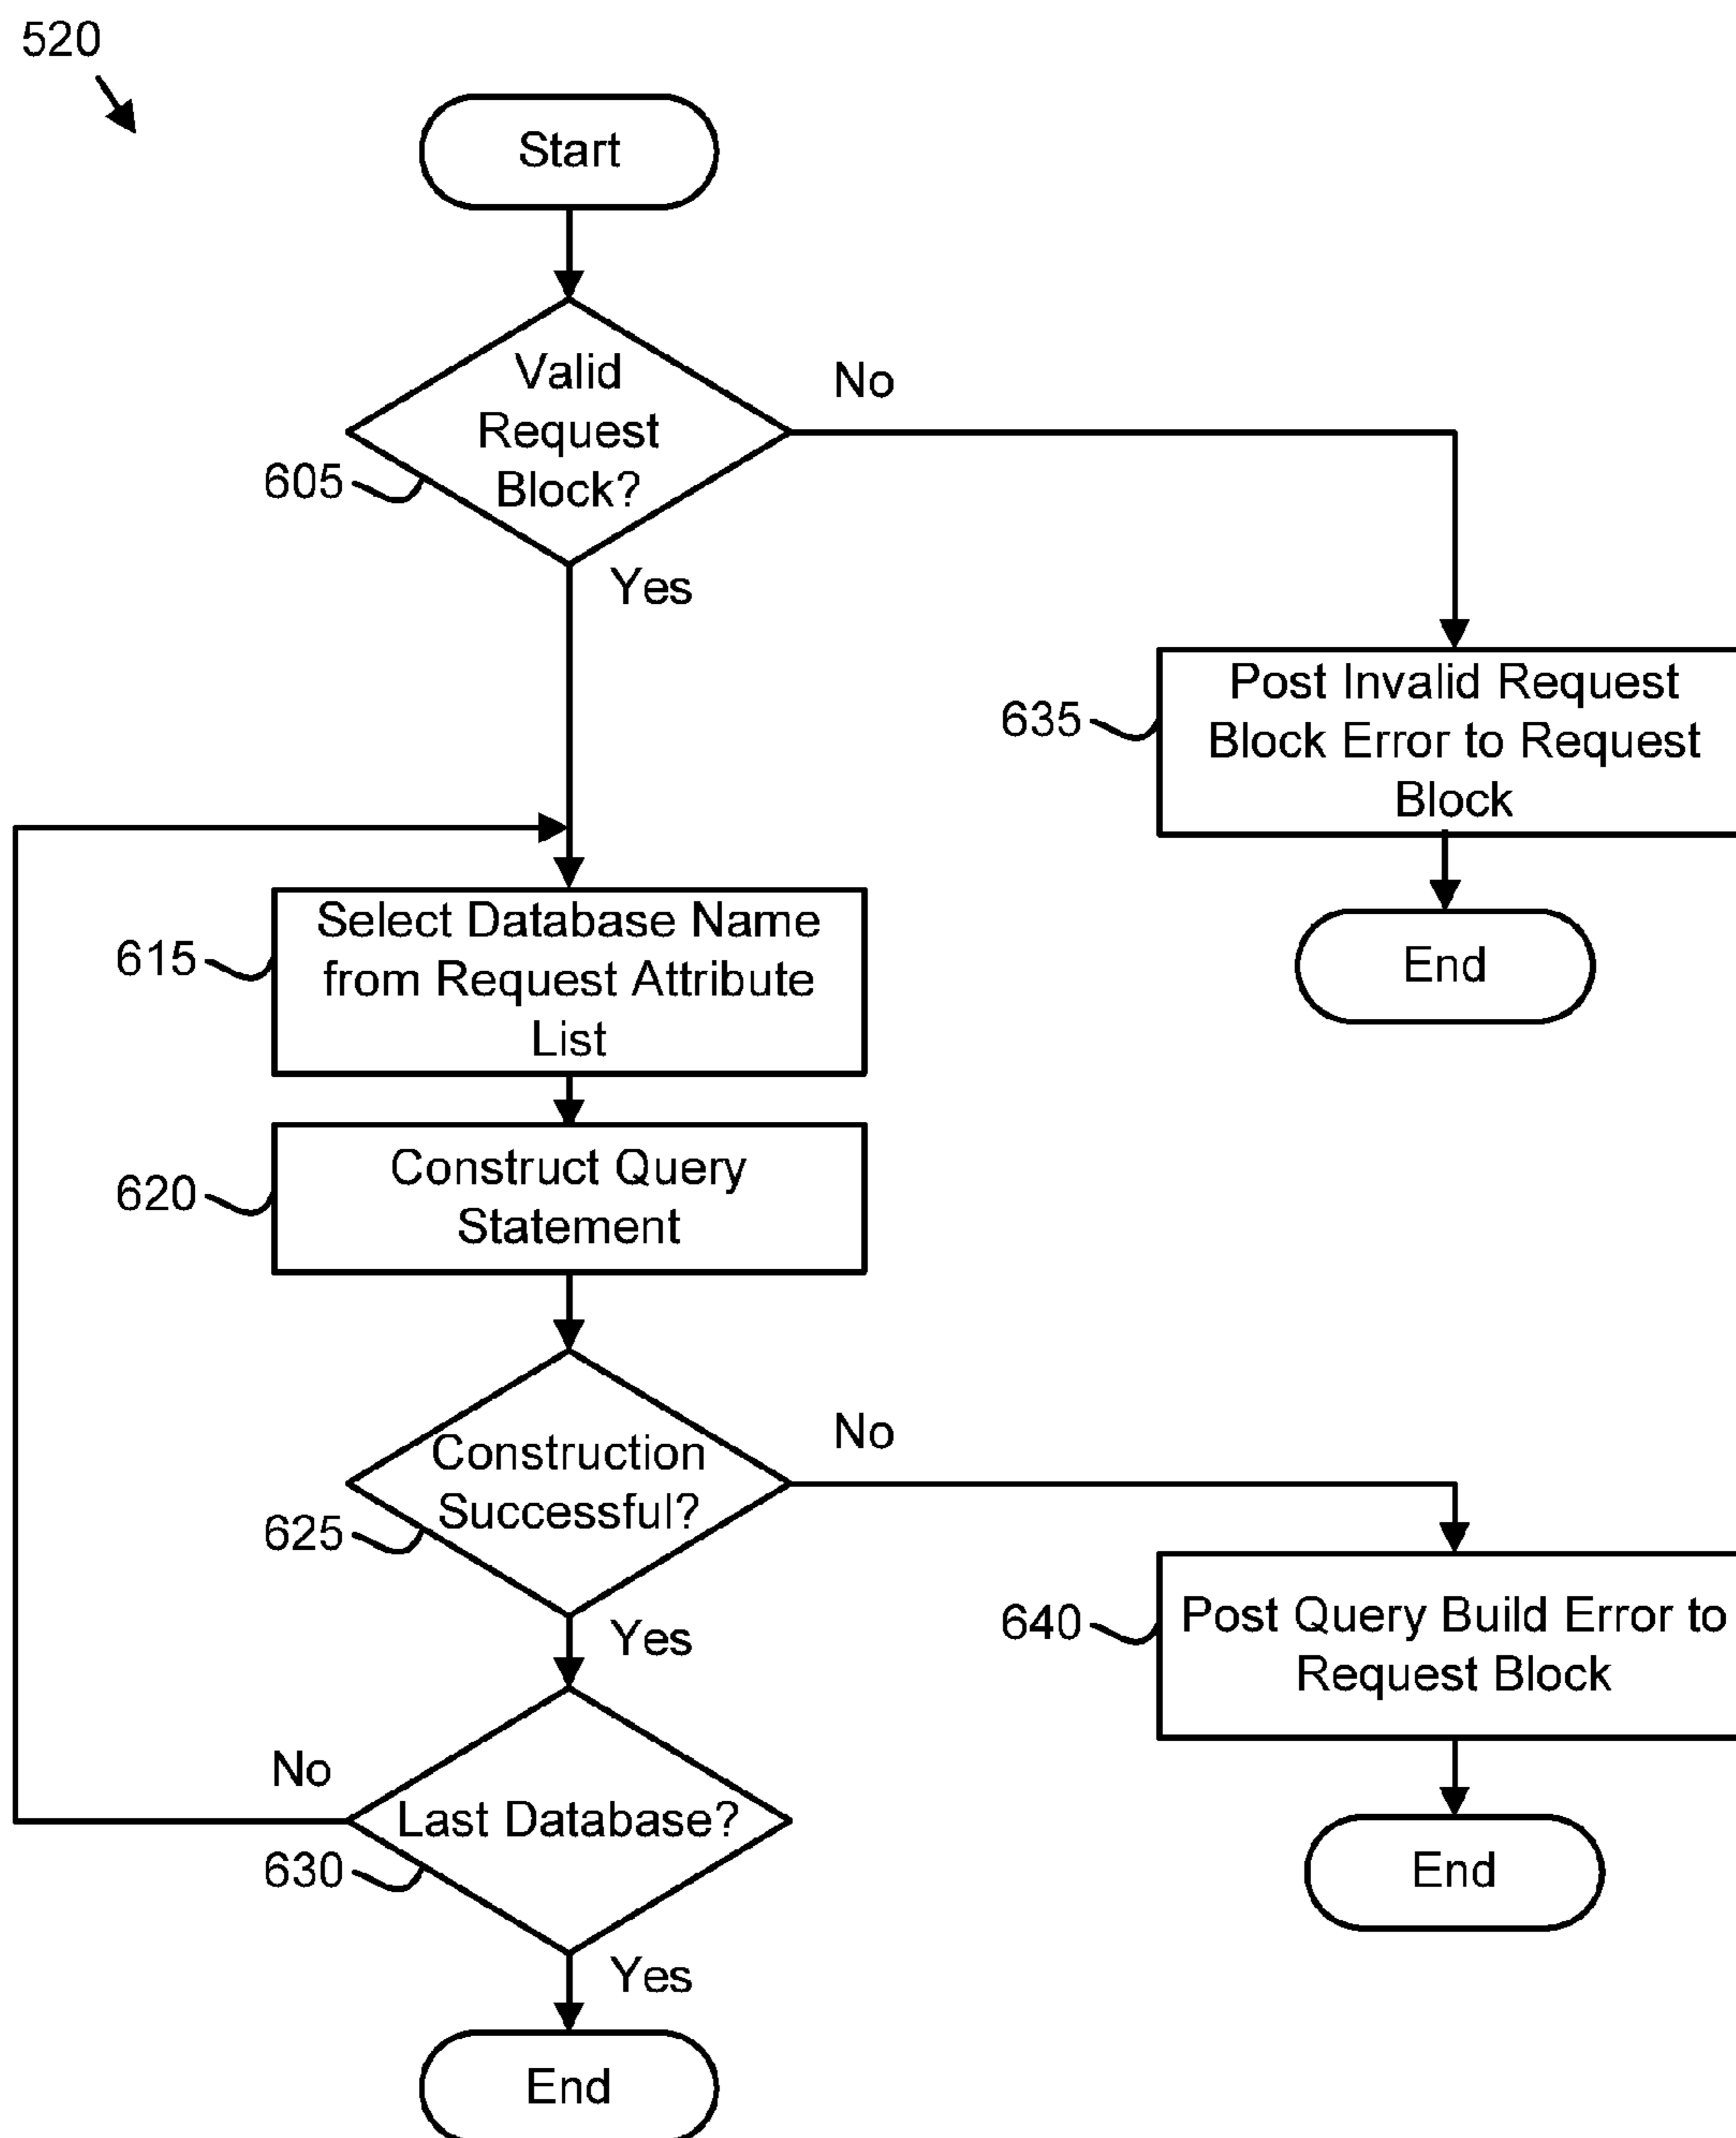 520
Start
Valid
Request
Block?
605
No
Yes
Post Invalid Request
Block Error to Request
Block
635
End
Select Database Name
from Request Attribute
List
615
Construct Query
Statement
620
Construction
Successful?
625
No
Yes
Post Query Build Error to
Request Block
640
End
Last Database?
630
No
Yes
End